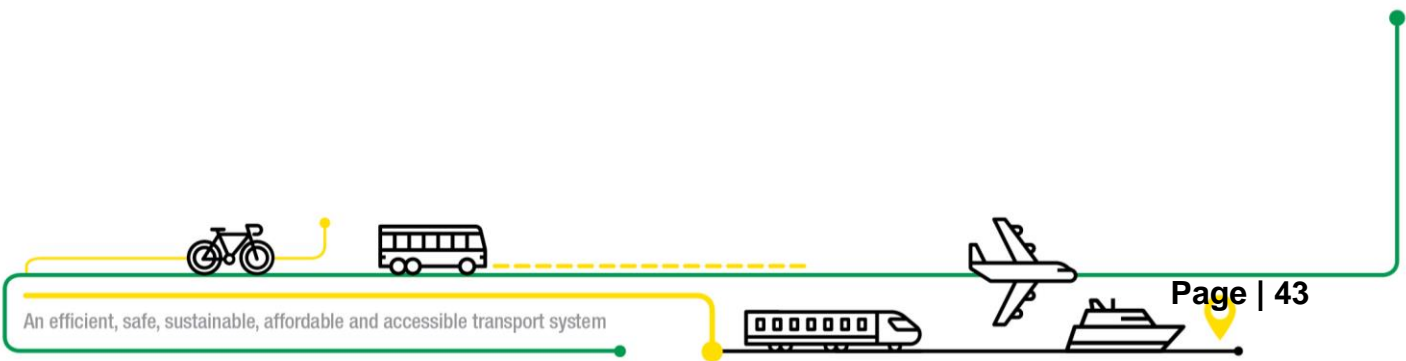 Page | 43
An efficient, safe, sustainable, affordable and accessible transport system